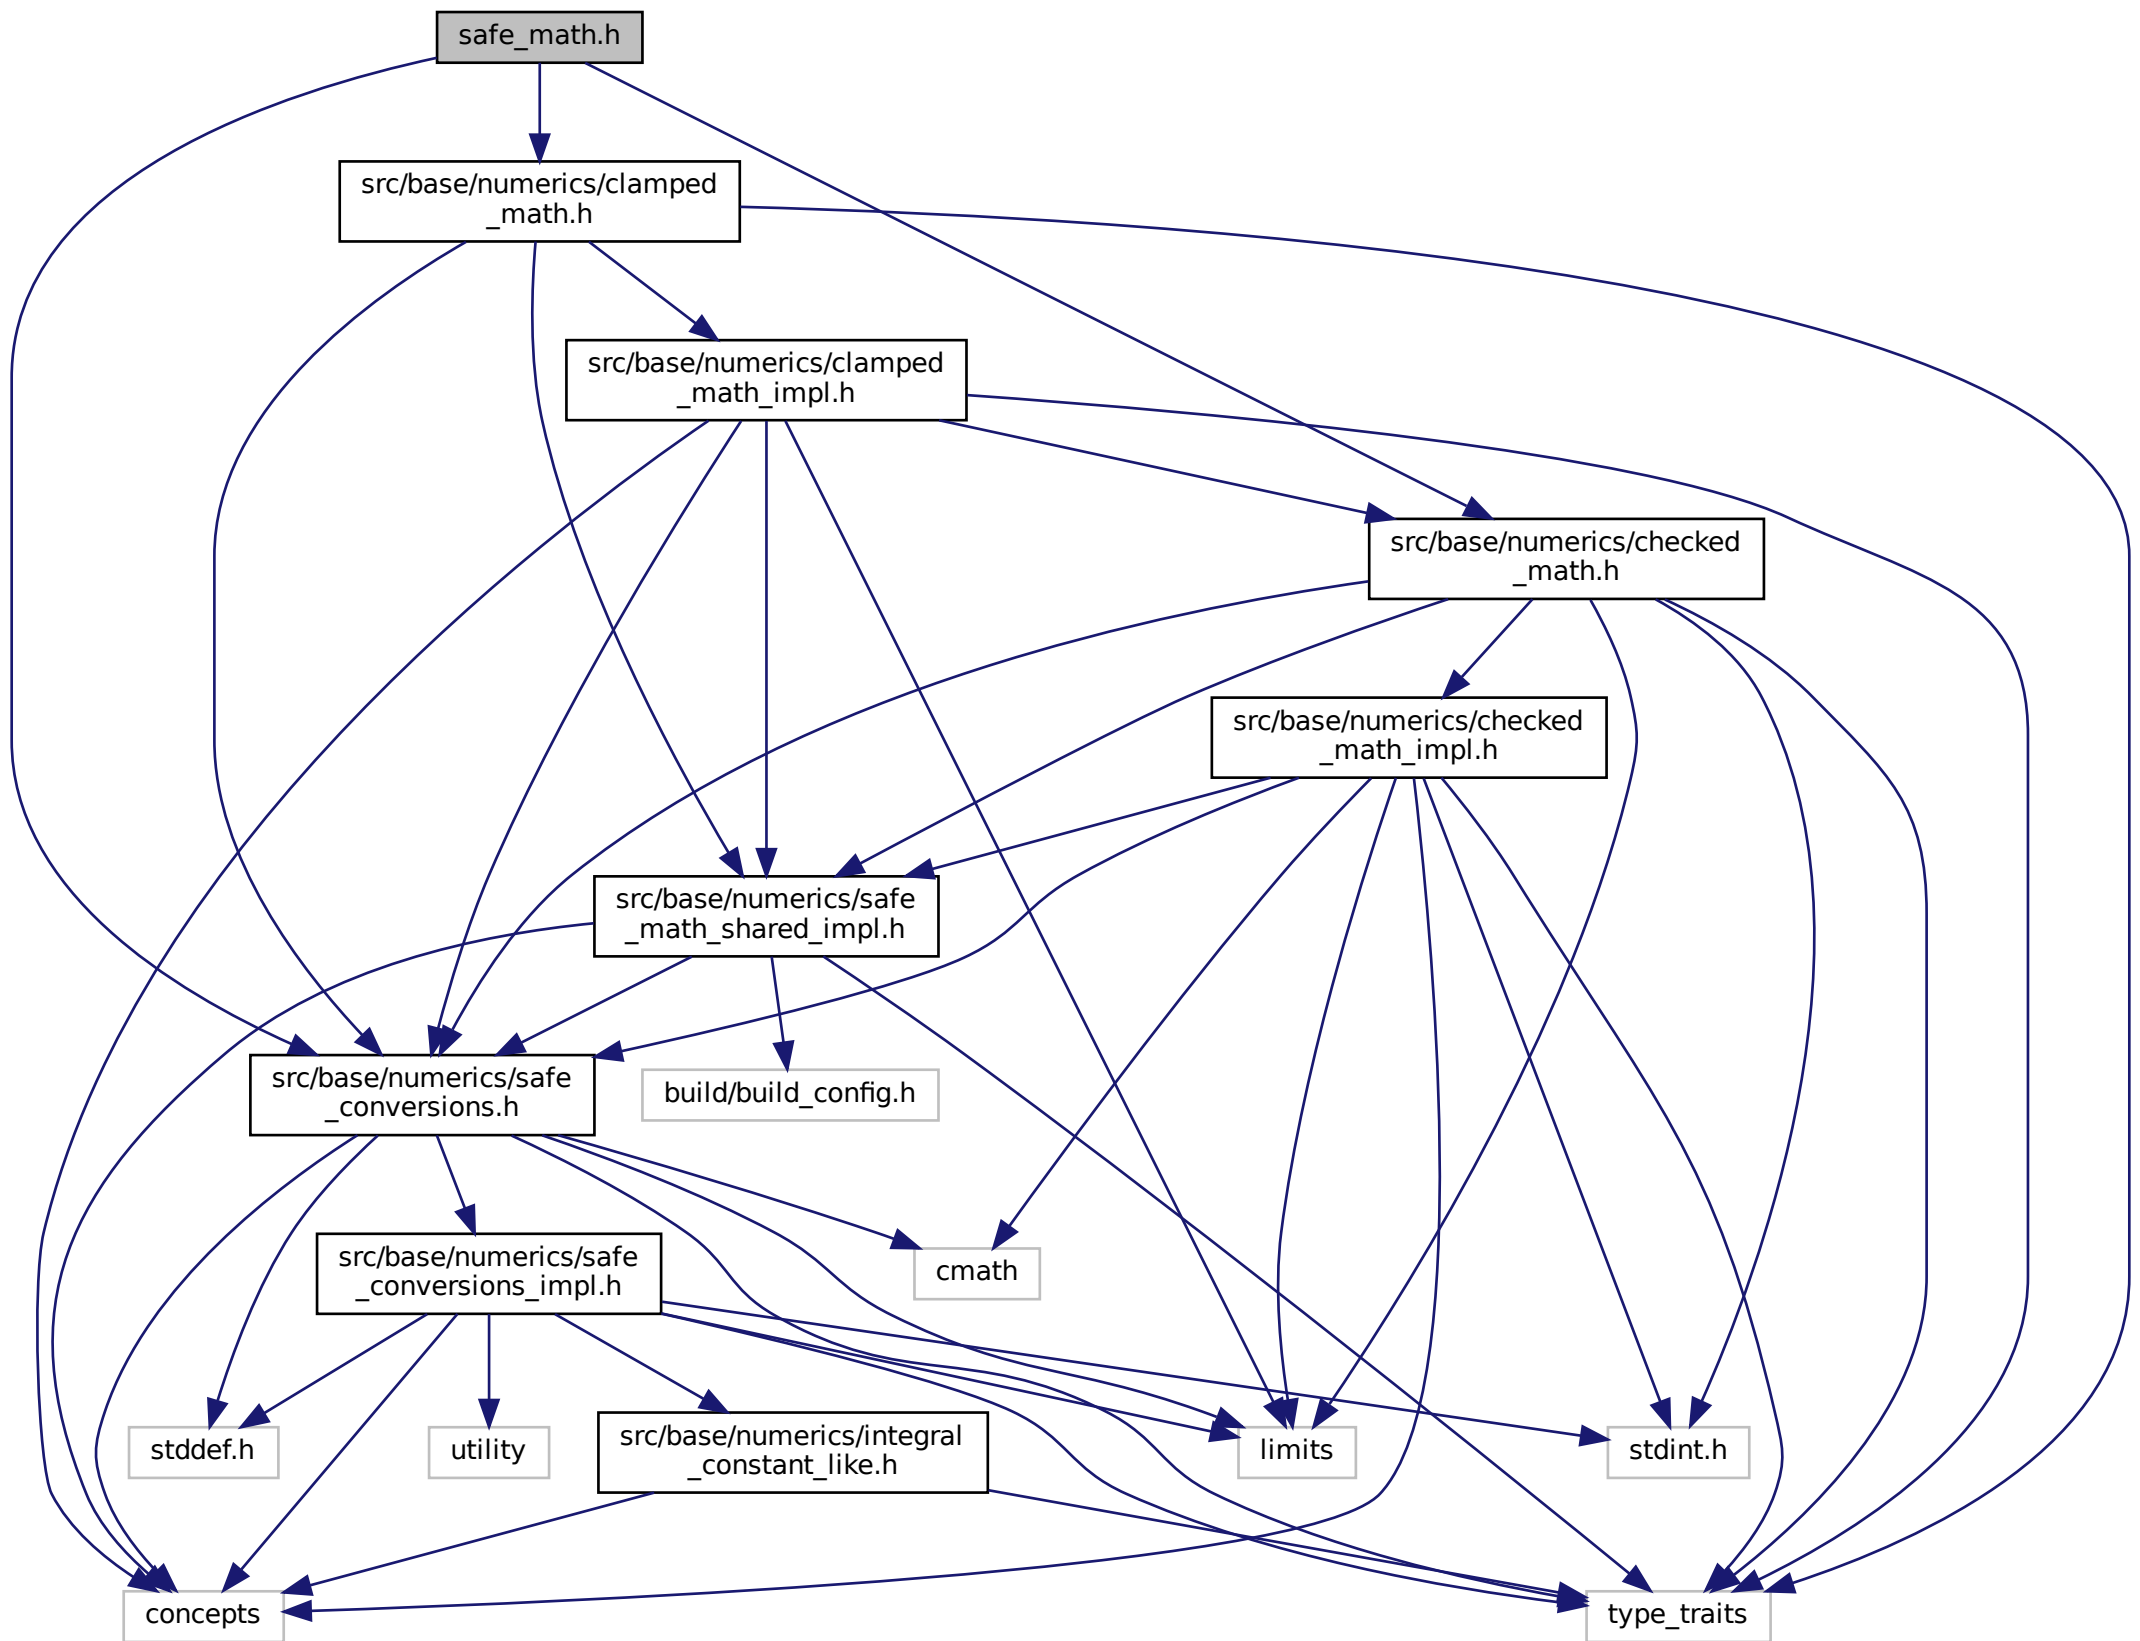 safe_math.h
src/base/numerics/clamped
_math.h
src/base/numerics/clamped
_math_impl.h
src/base/numerics/checked
_math.h
src/base/numerics/checked
_math_impl.h
src/base/numerics/safe
_math_shared_impl.h
src/base/numerics/safe
_conversions.h
build/build_config.h
src/base/numerics/safe
_conversions_impl.h
cmath
stddef.h
utility
src/base/numerics/integral
_constant_like.h
limits
stdint.h
concepts
type_traits